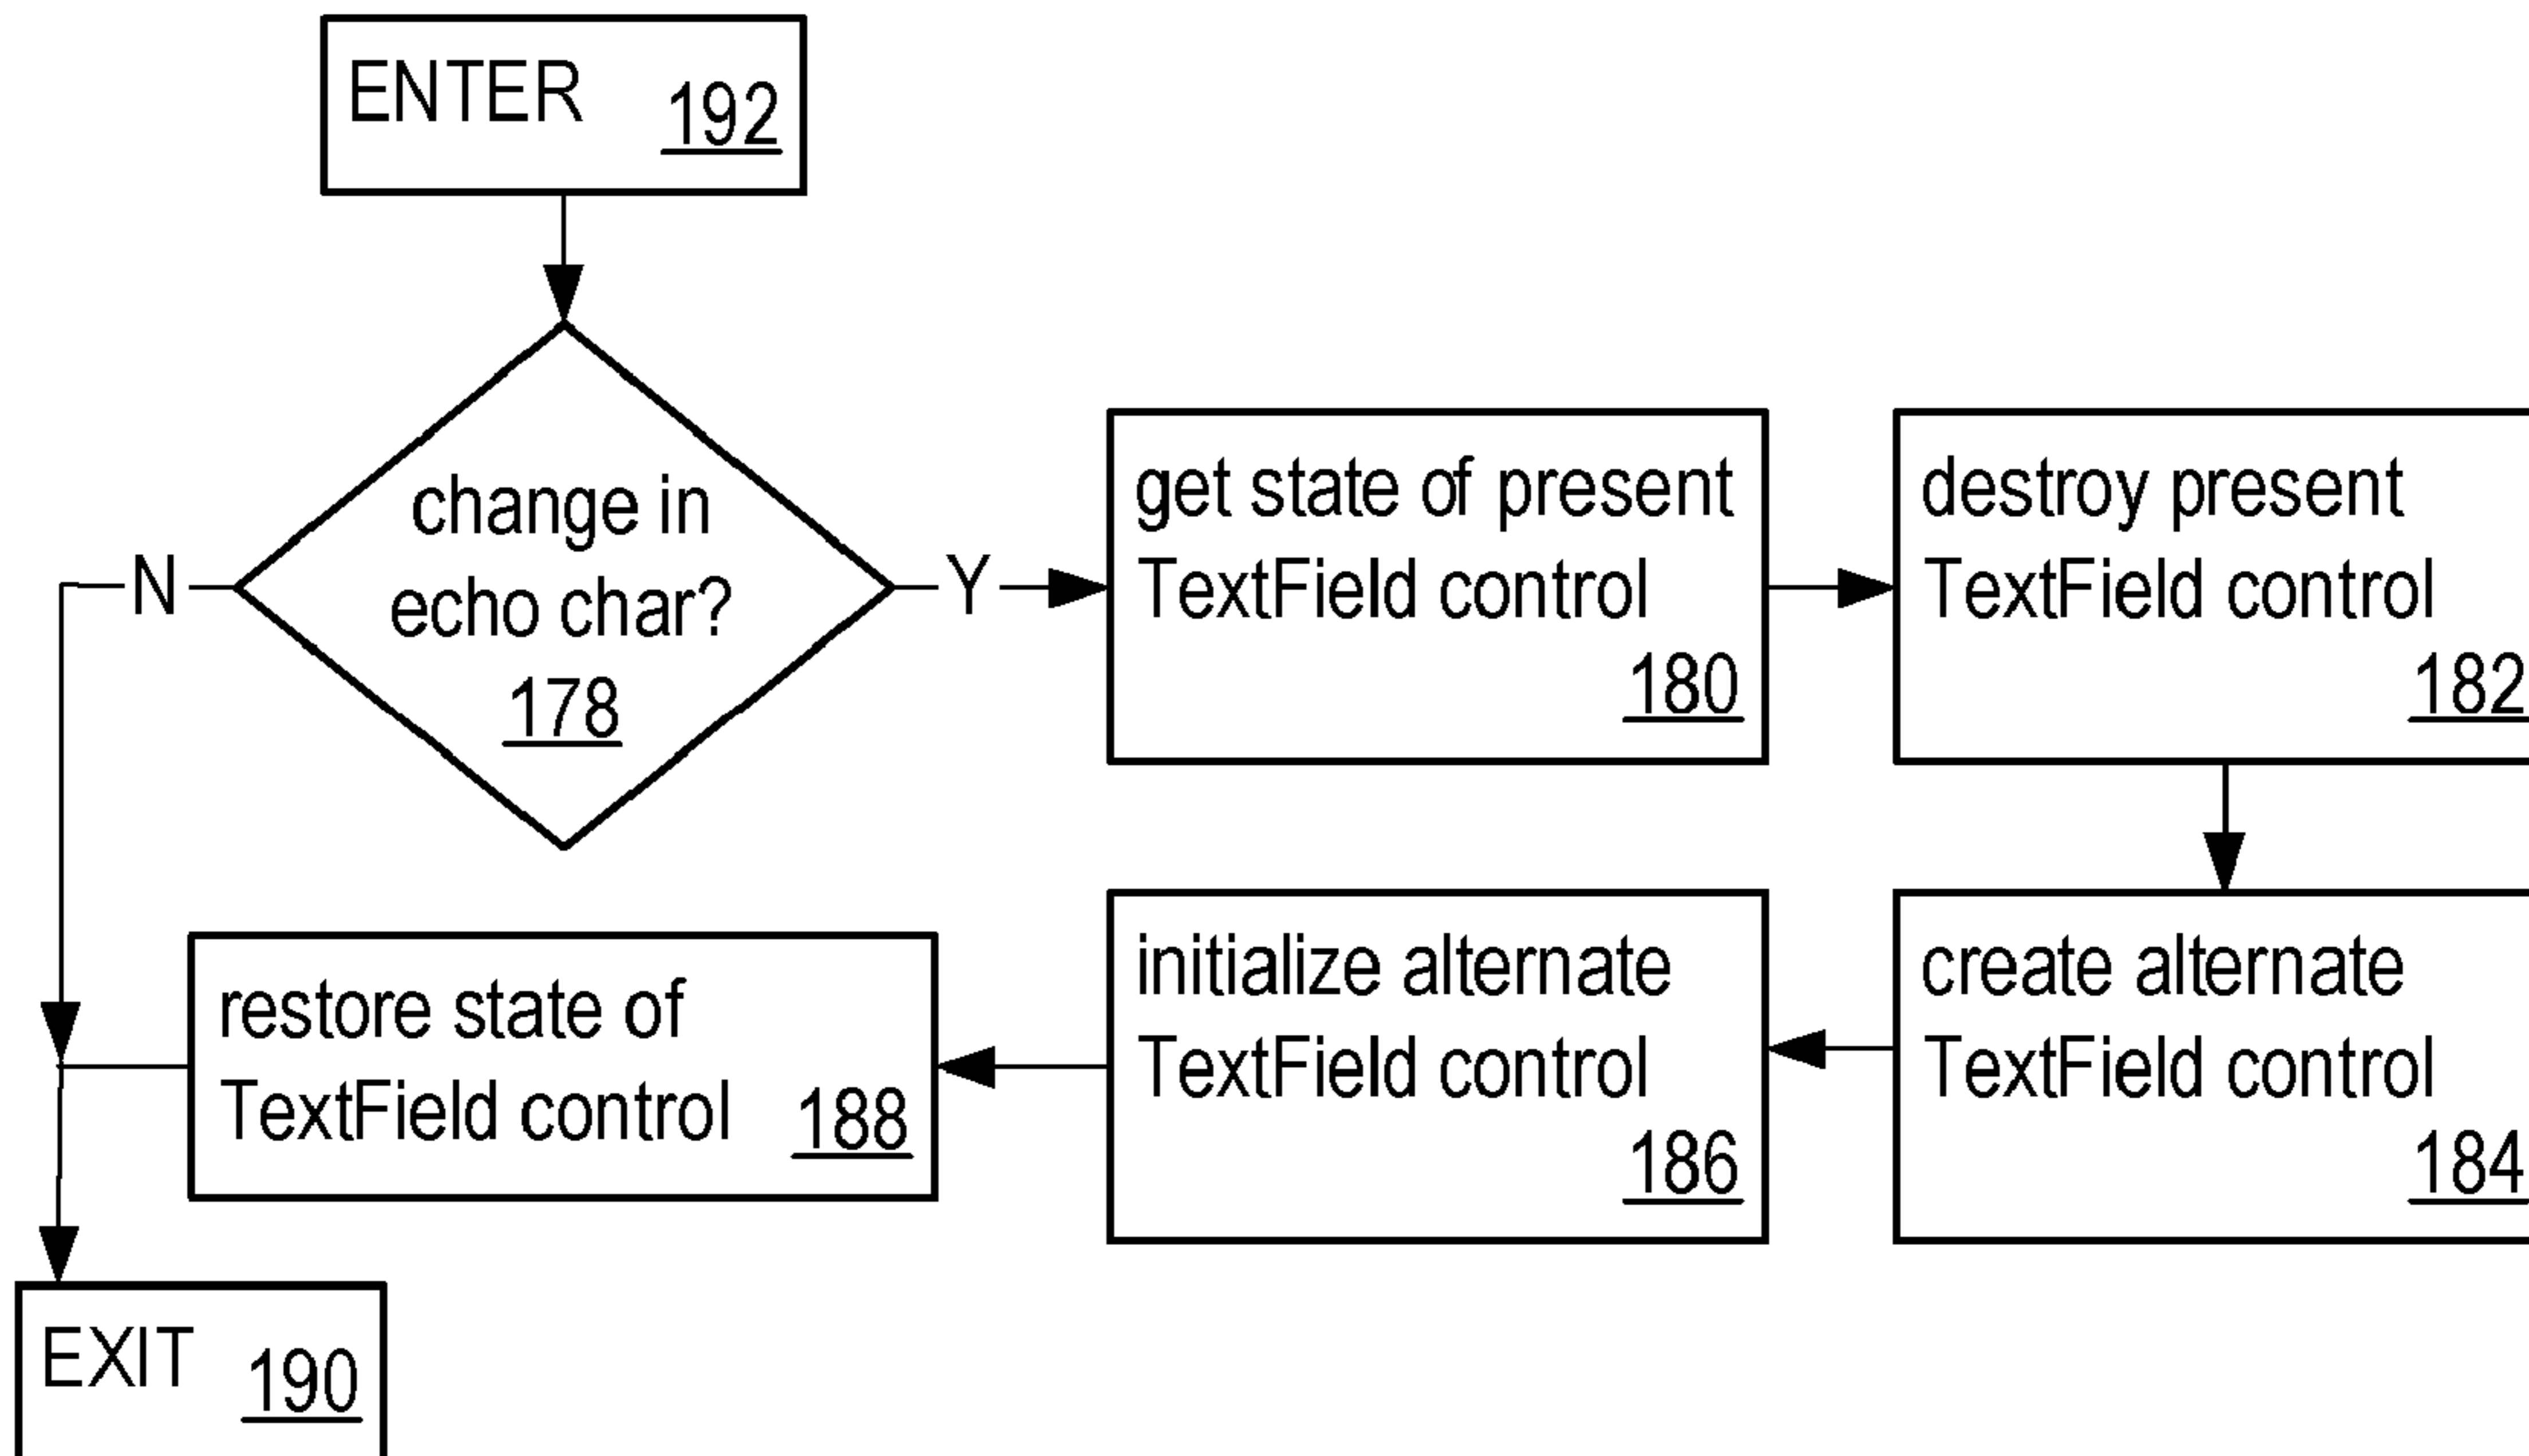 ENTER 192
change in
echo char?
178
N
Y
get state of present
TextField control
180
destroy present
TextField control
182
create alternate
TextField control
184
initialize alternate
TextField control
186
restore state of
TextField control 188
EXIT 190